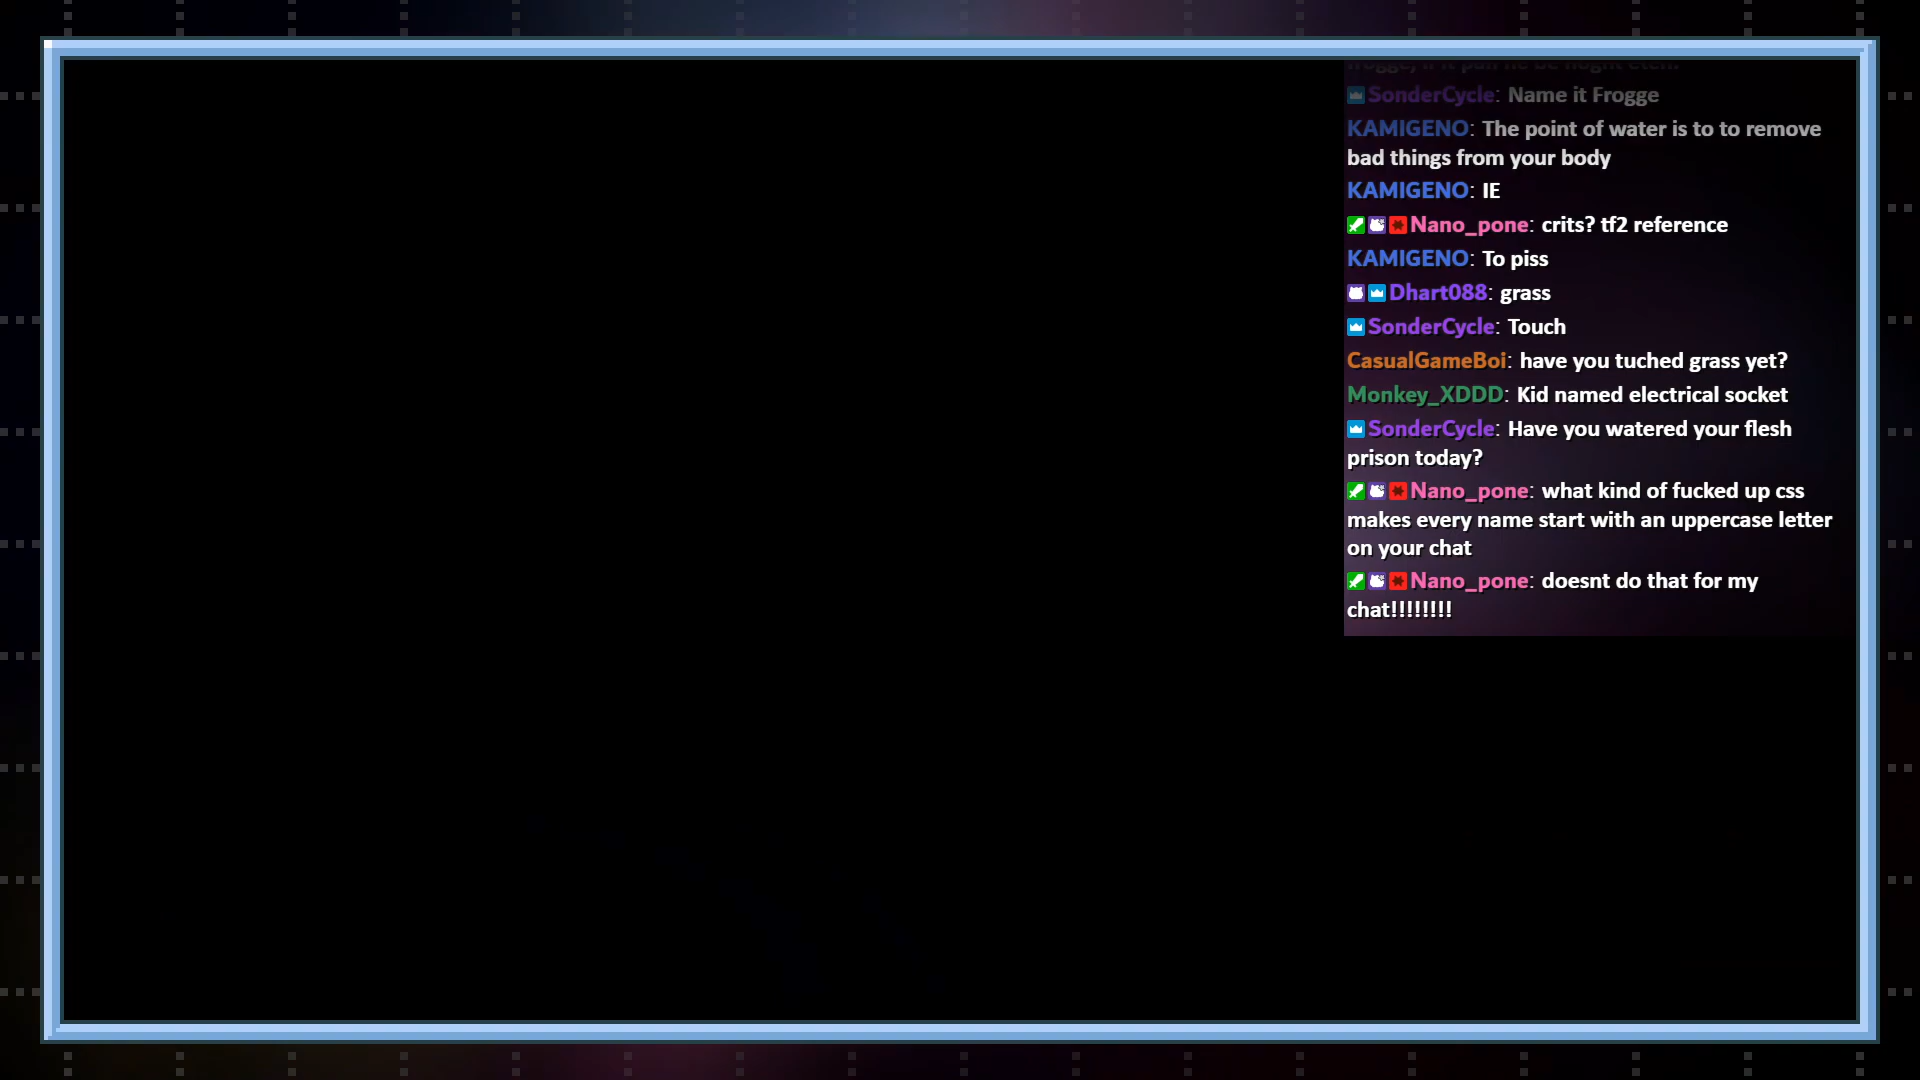 SonderCycle: Name it Frogge
KAMIGENO: The point of water is to to remove
bad things from your body
KAMIGENO: IE
Nano_pone: crits? tf2 reference
KAMIGENO: To piss
Dhart088: grass
SonderCycle: Touch
CasualGameBoi: have you tuched grass yet?
Monkey_XDDD: Kid named electrical socket
SonderCycle: Have you watered your flesh
prison today?
Nano_pone: what kind of fucked up css
makes every name start with an uppercase letter
on your chat
Nano_pone: doesnt do that for my
chat!!!!!!!!